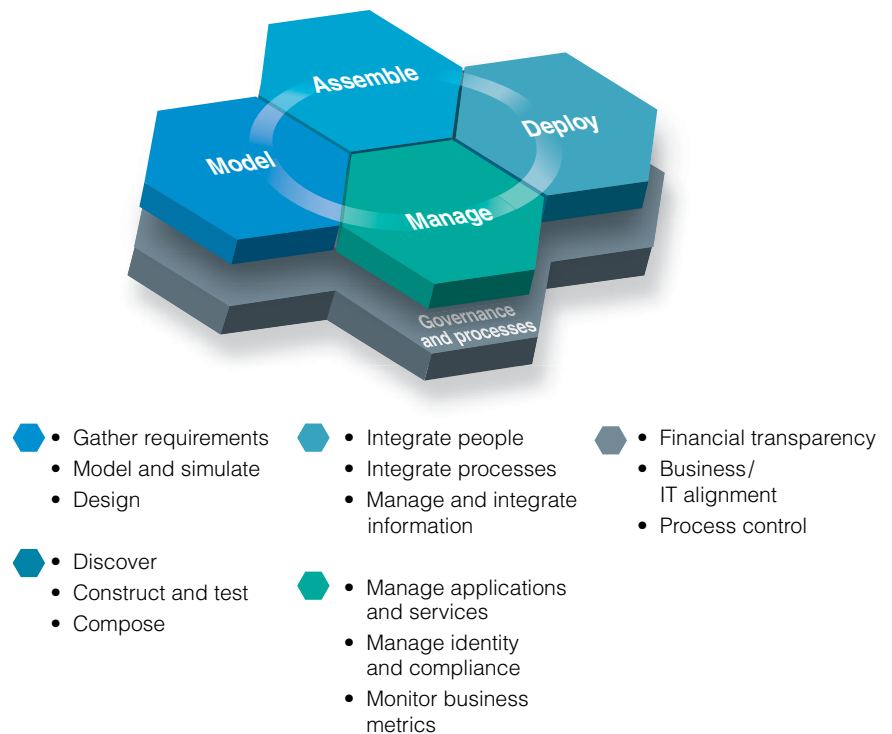 Assemble
Deploy
Model
Manage
Governance
and processes
• Gather requirements
• Model and simulate
• Design
• Discover
• Construct and test
• Compose
• Integrate people
• Integrate processes
• Manage and integrate
information
• Manage applications
and services
• Manage identity
and compliance
• Monitor business
metrics
• Financial transparency
• Business/
IT alignment
• Process control